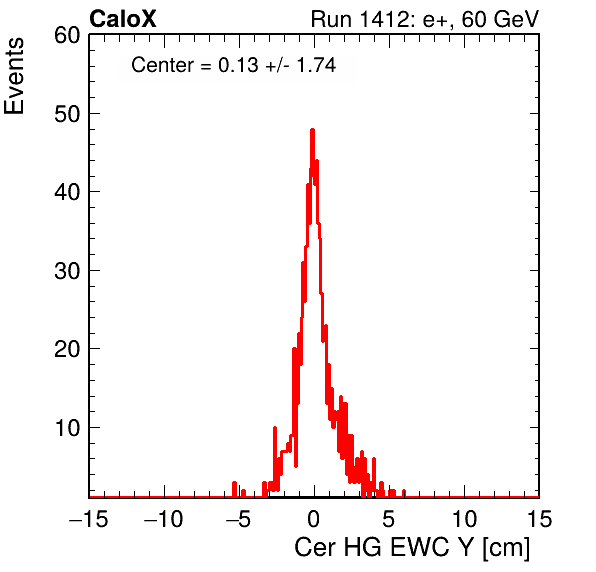 CaloX Run 1412: e+, 60 GeV
Center = 0.13 +/- 1.74
Events
60
50
40
30
20
10
−15 −10 −5 0 5 10 15
Cer HG EWC Y [cm]